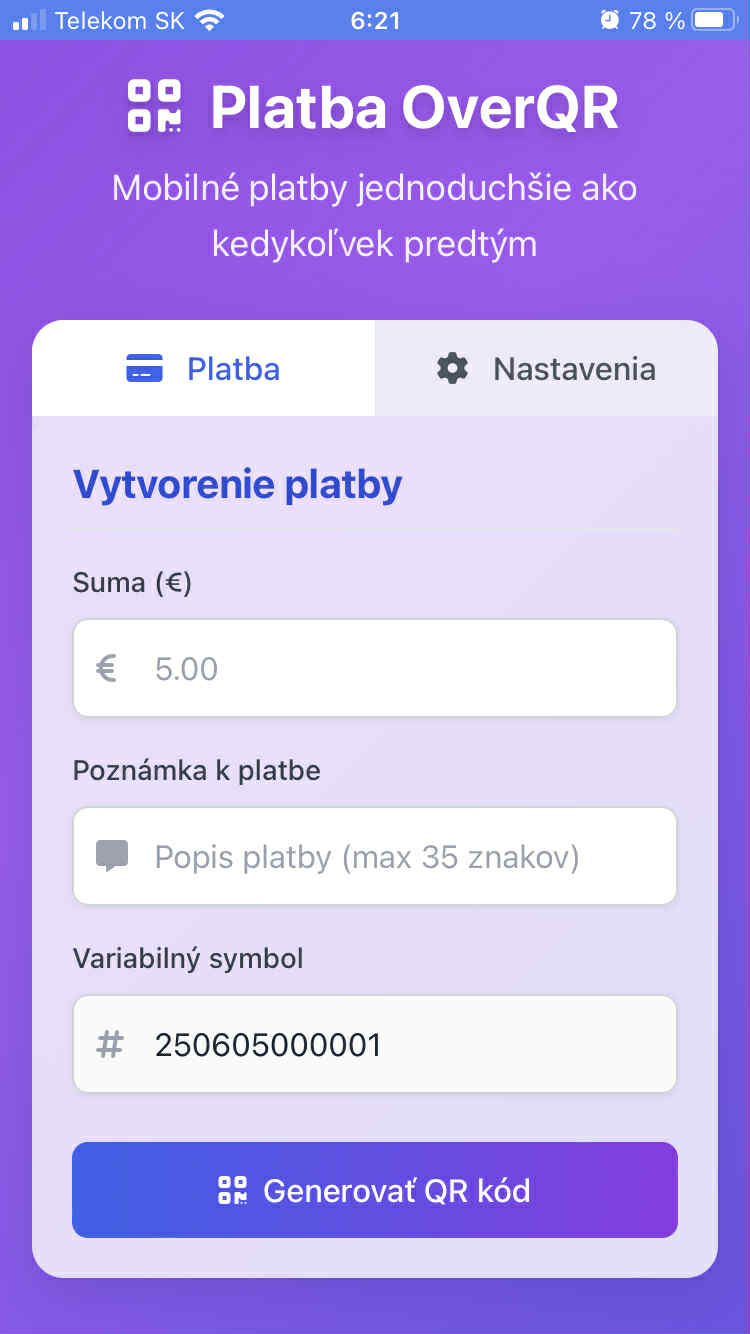 Telekom SK 6:21 78 %
Platba OverQR
Mobilné platby jednoduchšie ako
kedykoľvek predtým
Platba Nastavenia
Vytvorenie platby
Suma (€)
€ 5.00
Poznámka k platbe
Popis platby (max 35 znakov)
Variabilný symbol
# 250605000001
Generovať QR kód